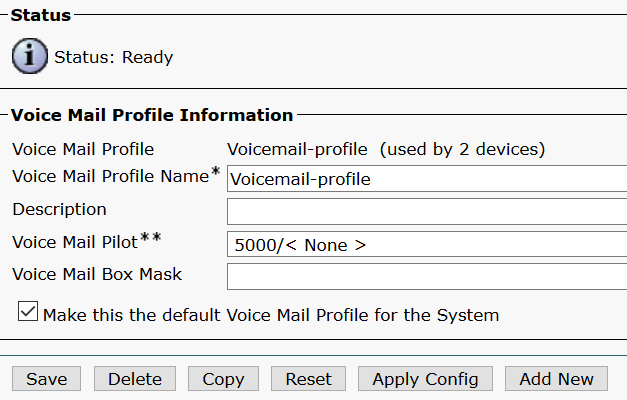 Status
Status: Ready
Voice Mail Profile Information
Voice Mail Profile Voicemail-profile (used by 2 devices)
Voice Mail Profile Name* Voicemail-profile
Description
Voice Mail Pilot** 5000/< None >
Voice Mail Box Mask
Make this the default Voice Mail Profile for the System
Save Delete Copy Reset Apply Config Add New